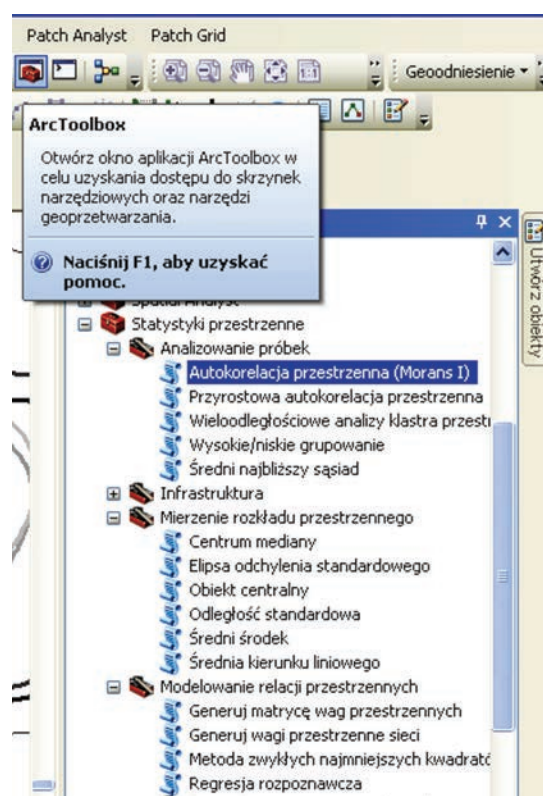 Patch Analyst Patch Grid
Geoodniesienie
ArcToolbox
Otwórz okno aplikacji ArcToolbox w
celu uzyskania dostępu do skrzynek
narzędziowych oraz narzędzi
geoprzetwarzania.
Naciśnij F1, aby uzyskać
pomoc.
Utwórz obiekty
Spatial Analyst
Statystyki przestrzenne
Analizowanie próbek
Autokorelacja przestrzenna (Morans I)
Przyrostowa autokorelacja przestrzenna
Wieloodległościowe analizy klastra przestr
Wysokie/niskie grupowanie
Średni najbliższy sąsiad
Infrastruktura
Mierzenie rozkładu przestrzennego
Centrum mediany
Elipsa odchylenia standardowego
Obiekt centralny
Odległość standardowa
Średni środek
Średnia kierunku liniowego
Modelowanie relacji przestrzennych
Generuj matrycę wag przestrzennych
Generuj wagi przestrzenne sieci
Metoda zwykłych najmniejszych kwadrató
Regresja rozpoznawcza